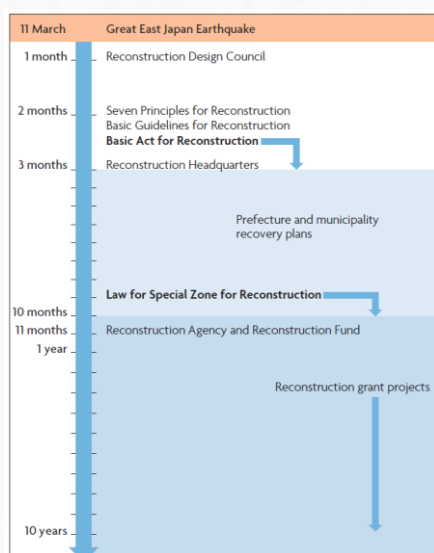 11 March Great East Japan Earthquake
1 month Reconstruction Design Council
2 months Seven Principles for Reconstruction
Basic Guidelines for Reconstruction
Basic Act for Reconstruction
3 months Reconstruction Headquarters
Prefecture and municipality
recovery plans
Law for Special Zone for Reconstruction
10 months
11 months Reconstruction Agency and Reconstruction Fund
1 year
Reconstruction grant projects
10 years